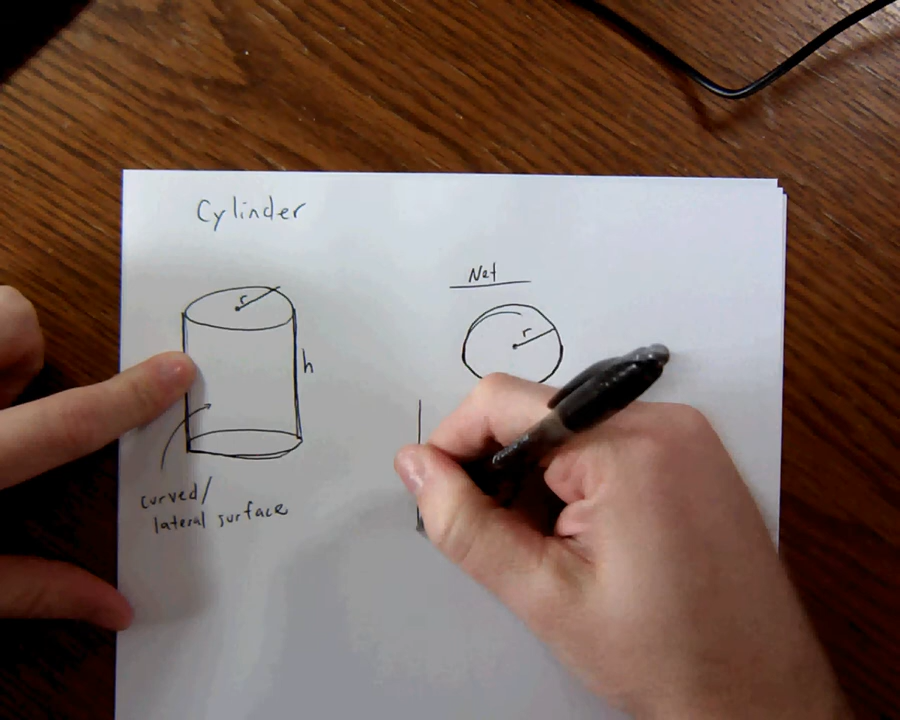 Cylinder
Net
r
r
h
curved/
lateral surface